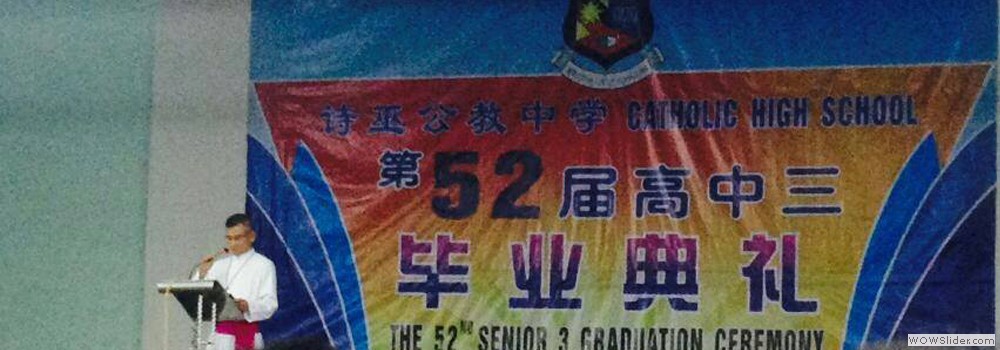 诗巫公教中学 CATHOLIC HIGH SCHOOL
第52届高中三
毕业典礼
THE 52ND SENIOR 3 GRADUATION CEREMONY
WOWSlider.com